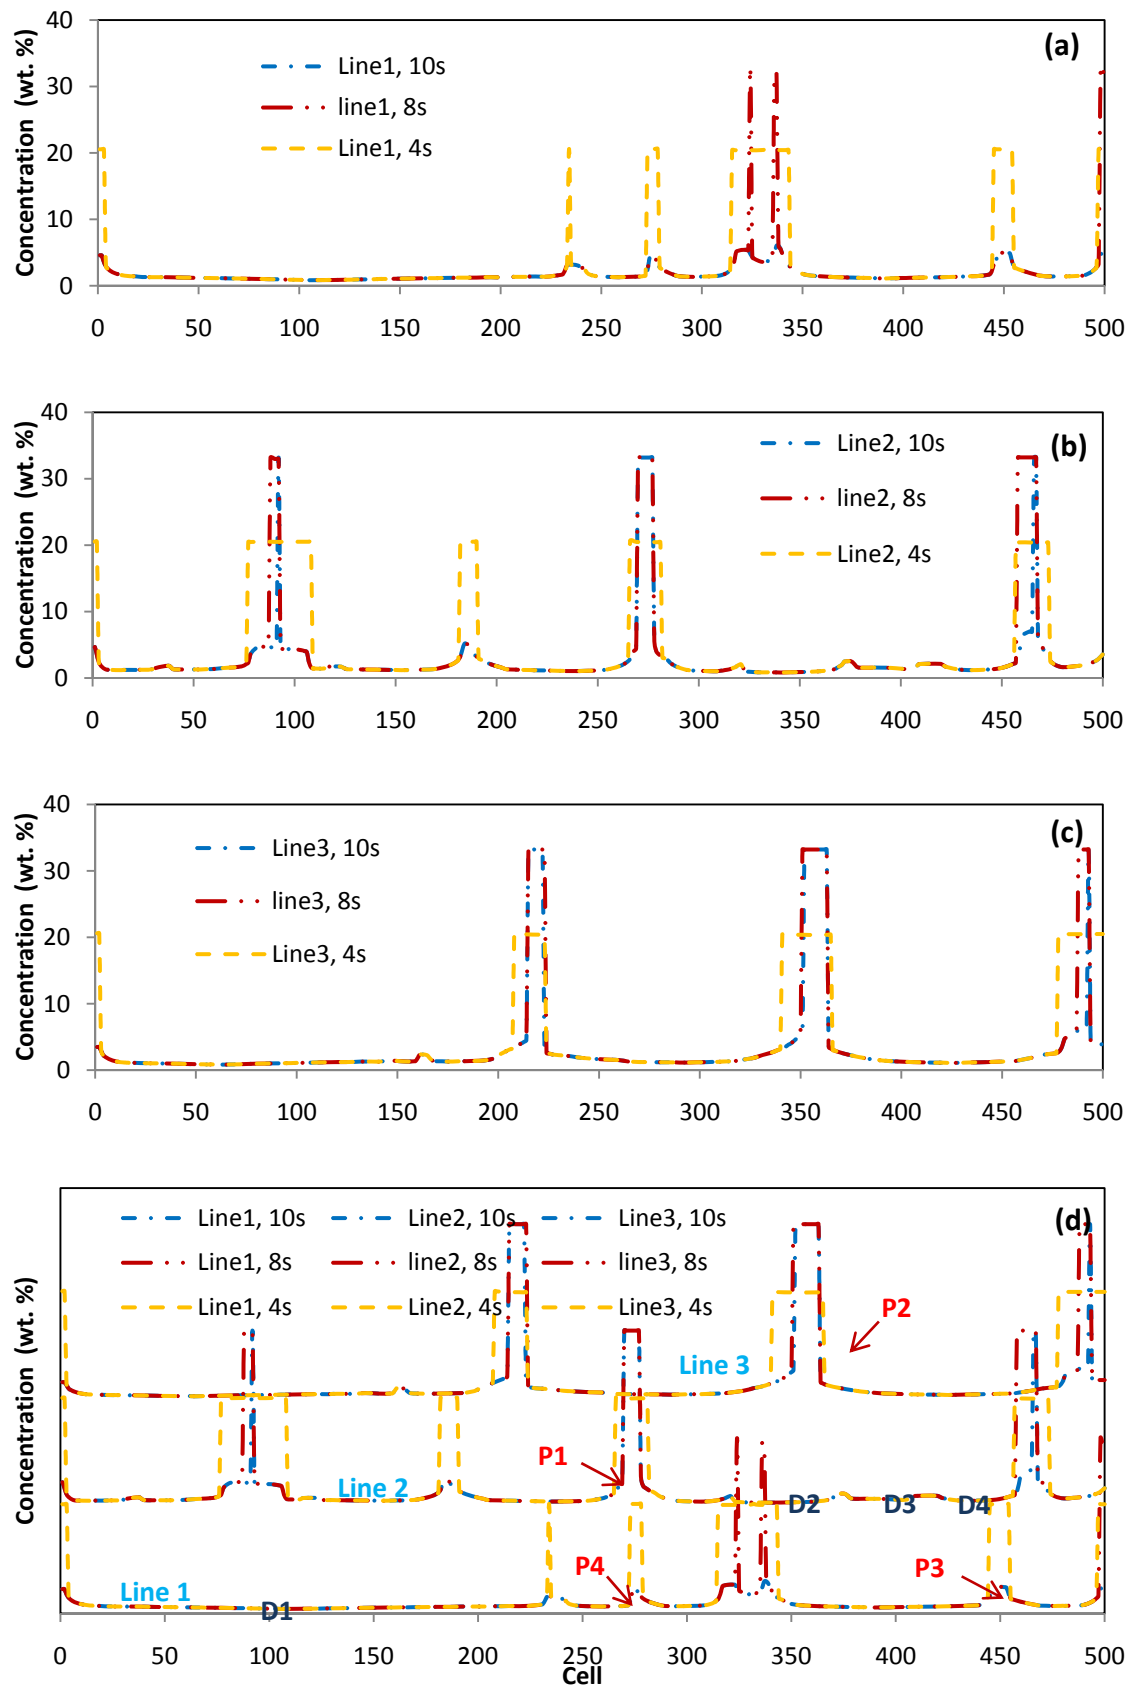 Concentration (wt. %)
40
30
20
10
0
(a)
Line1, 10s
line1, 8s
Line1, 4s
0 50 100 150 200 250 300 350 400 450 500
Concentration (wt. %)
40
30
20
10
0
(b)
Line2, 10s
line2, 8s
Line2, 4s
0 50 100 150 200 250 300 350 400 450 500
Concentration (wt. %)
40
30
20
10
0
(c)
Line3, 10s
line3, 8s
Line3, 4s
0 50 100 150 200 250 300 350 400 450 500
Concentration (wt. %)
(d)
Line1, 10s Line2, 10s Line3, 10s
Line1, 8s line2, 8s line3, 8s
Line1, 4s Line2, 4s Line3, 4s
P2
Line 3
P1
Line 2
D2 D3 D4
P4
P3
Line 1
D1
0 50 100 150 200 250 300 350 400 450 500
Cell